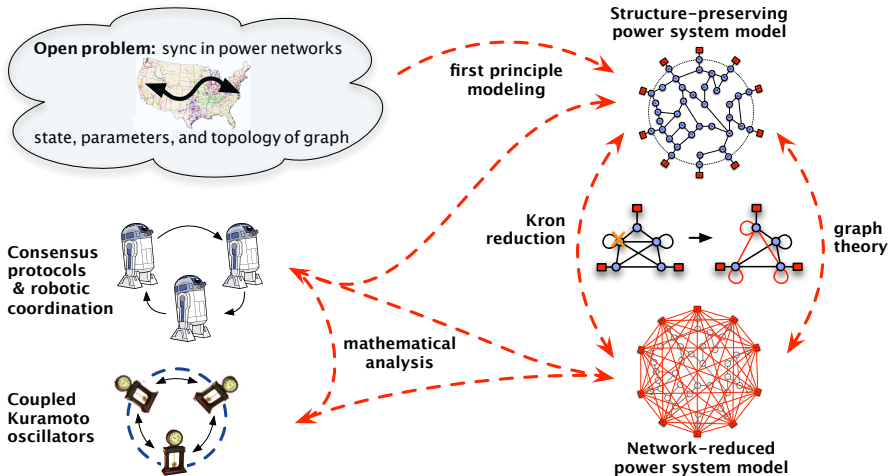 Open problem: sync in power networks
state, parameters, and topology of graph
first principle
modeling
Structure-preserving
power system model
Kron
reduction
graph
theory
Consensus
protocols
& robotic
coordination
mathematical
analysis
Coupled
Kuramoto
oscillators
Network-reduced
power system model